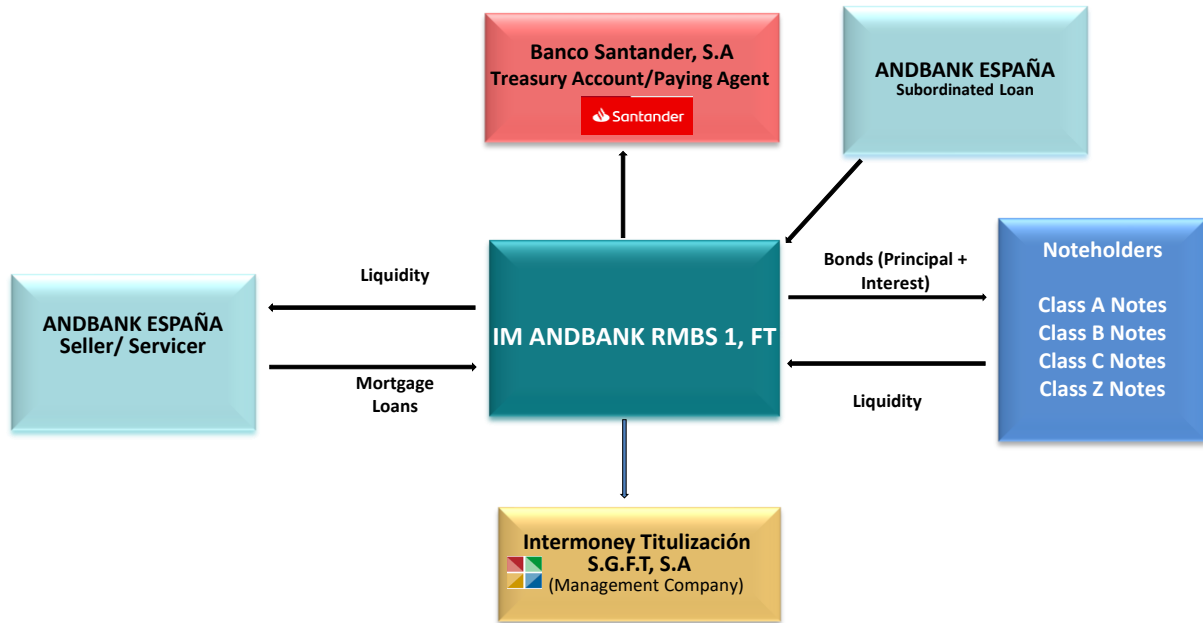 Banco Santander, S.A
Treasury Account/Paying Agent
Santander
ANDBANK ESPAÑA
Subordinated Loan
Liquidity
ANDBANK ESPAÑA
Seller/ Servicer
Mortgage
Loans
IM ANDBANK RMBS 1, FT
Bonds (Principal +
Interest)
Liquidity
Noteholders
Class A Notes
Class B Notes
Class C Notes
Class Z Notes
Intermoney Titulización
S.G.F.T, S.A
(Management Company)